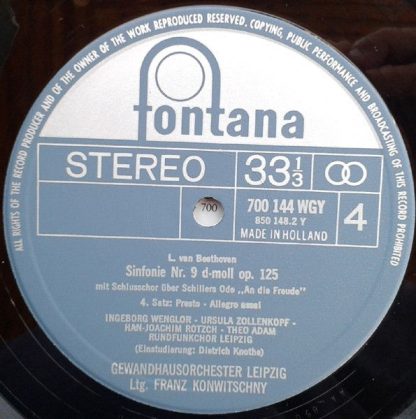 ALL RIGHTS OF THE RECORD PRODUCER AND OF THE OWNER OF THE WORK REPRODUCED RESERVED. COPYING, PUBLIC PERFORMANCE AND BROADCASTING OF THIS RECORD PROHIBITED
fontana
STEREO
33 1/3
700
700 144 WGY
850 148.2 Y
MADE IN HOLLAND
4
L. van Beethoven
Sinfonie Nr. 9 d-moll op. 125
mit Schlusschor über Schillers Ode „An die Freude"
4. Satz: Presto - Allegro assai
INGEBORG WENGLOR - URSULA ZOLLENKOPF -
HAN-JOACHIM ROTZCH - THEO ADAM
RUNDFUNKCHOR LEIPZIG
(Einstudierung: Dietrich Knothe)
GEWANDHAUSORCHESTER LEIPZIG
Ltg. FRANZ KONWITSCHNY